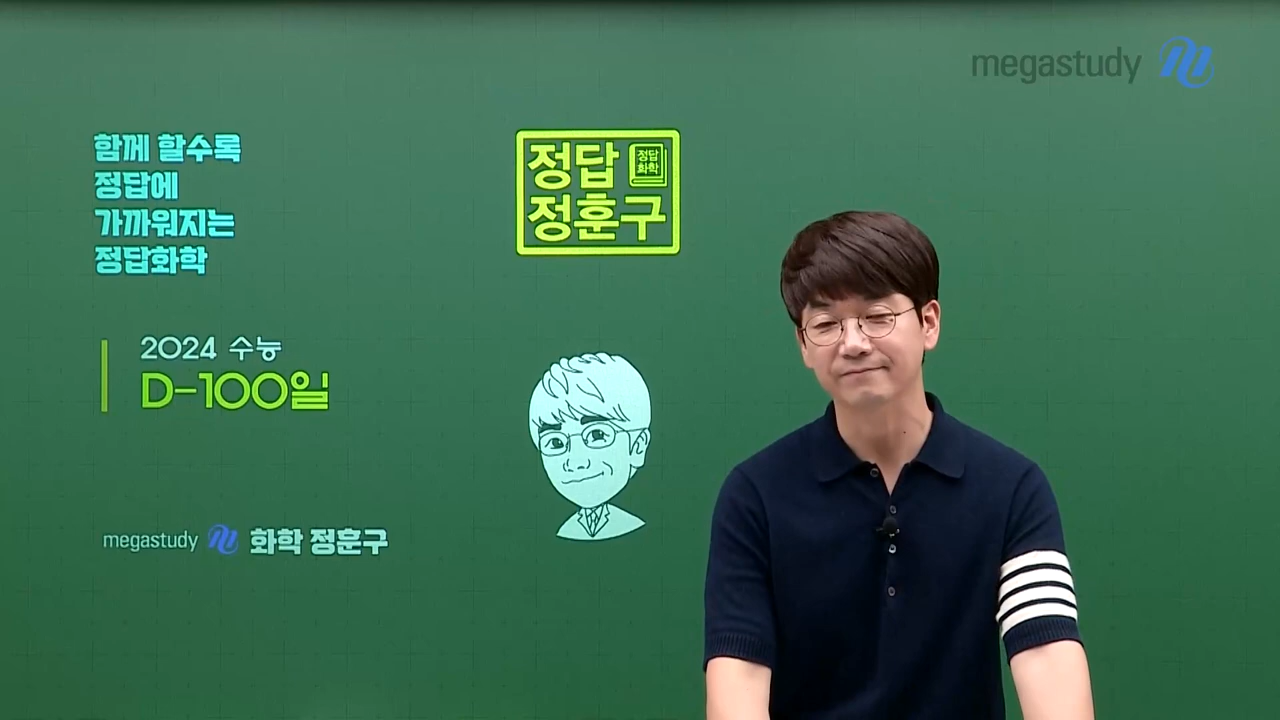 megastudy
함께 할수록
정답에
가까워지는
정답화학
정답
정답
화학
정훈구
2024 수능
D-100일
megastudy 화학 정훈구